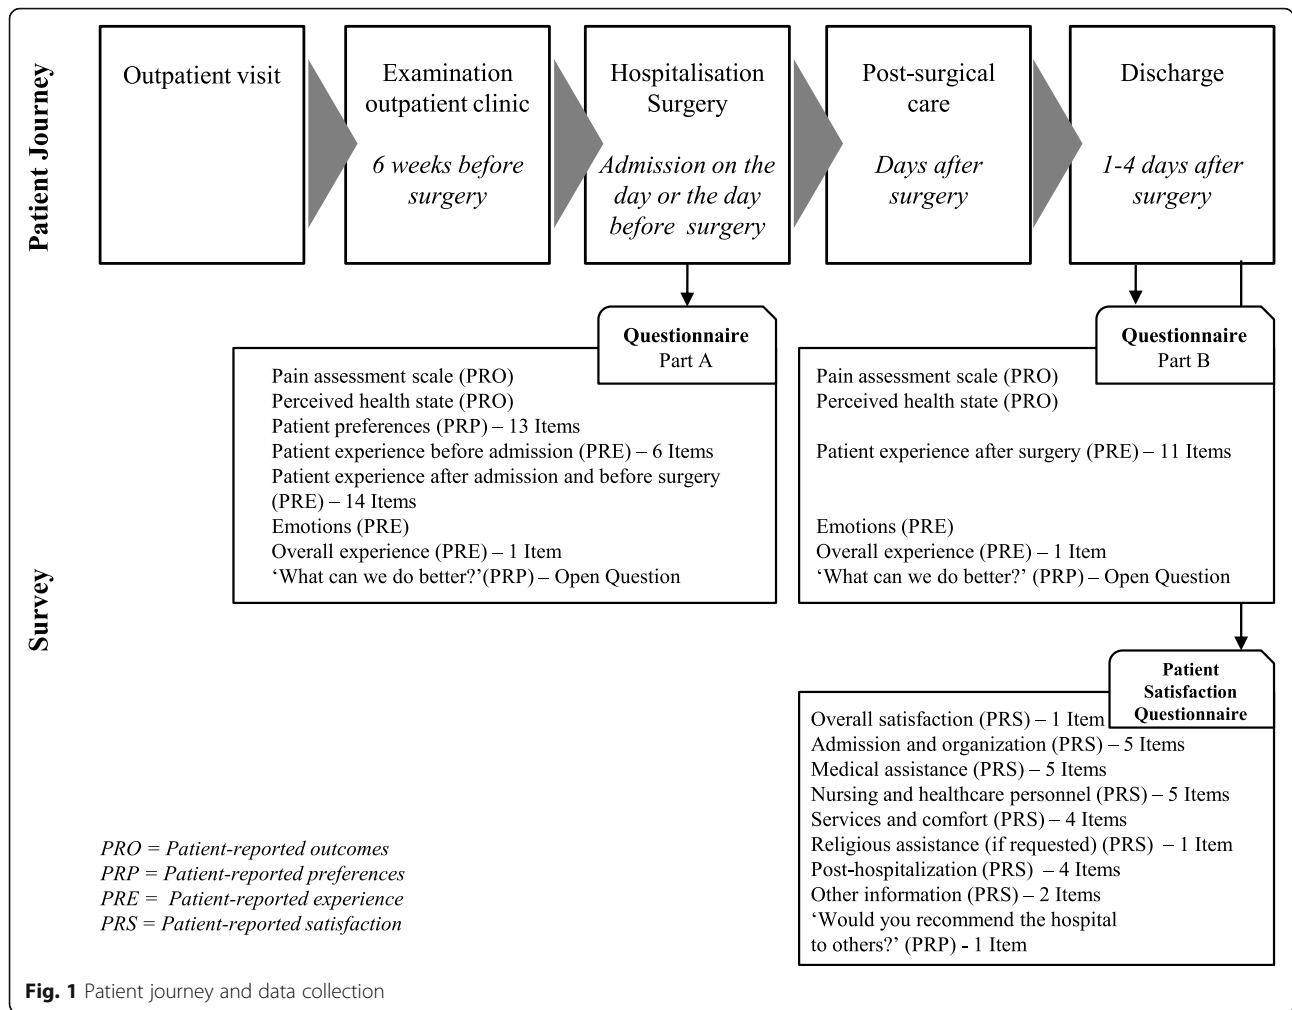 Patient Journey
Outpatient visit
Examination
outpatient clinic
6 weeks before
surgery
Hospitalisation
Surgery
Admission on the
day or the day
before surgery
Post-surgical
care
Days after
surgery
Discharge
1-4 days after
surgery
Survey
Questionnaire
Part A
Pain assessment scale (PRO)
Perceived health state (PRO)
Patient preferences (PRP) – 13 Items
Patient experience before admission (PRE) – 6 Items
Patient experience after admission and before surgery
(PRE) – 14 Items
Emotions (PRE)
Overall experience (PRE) – 1 Item
‘What can we do better?’(PRP) – Open Question
Questionnaire
Part B
Pain assessment scale (PRO)
Perceived health state (PRO)
Patient experience after surgery (PRE) – 11 Items
Emotions (PRE)
Overall experience (PRE) – 1 Item
‘What can we do better?’ (PRP) – Open Question
Patient
Satisfaction
Questionnaire
Overall satisfaction (PRS) – 1 Item
Admission and organization (PRS) – 5 Items
Medical assistance (PRS) – 5 Items
Nursing and healthcare personnel (PRS) – 5 Items
Services and comfort (PRS) – 4 Items
Religious assistance (if requested) (PRS) – 1 Item
Post-hospitalization (PRS) – 4 Items
Other information (PRS) – 2 Items
‘Would you recommend the hospital
to others?’ (PRP) - 1 Item
PRO = Patient-reported outcomes
PRP = Patient-reported preferences
PRE = Patient-reported experience
PRS = Patient-reported satisfaction
Fig. 1 Patient journey and data collection